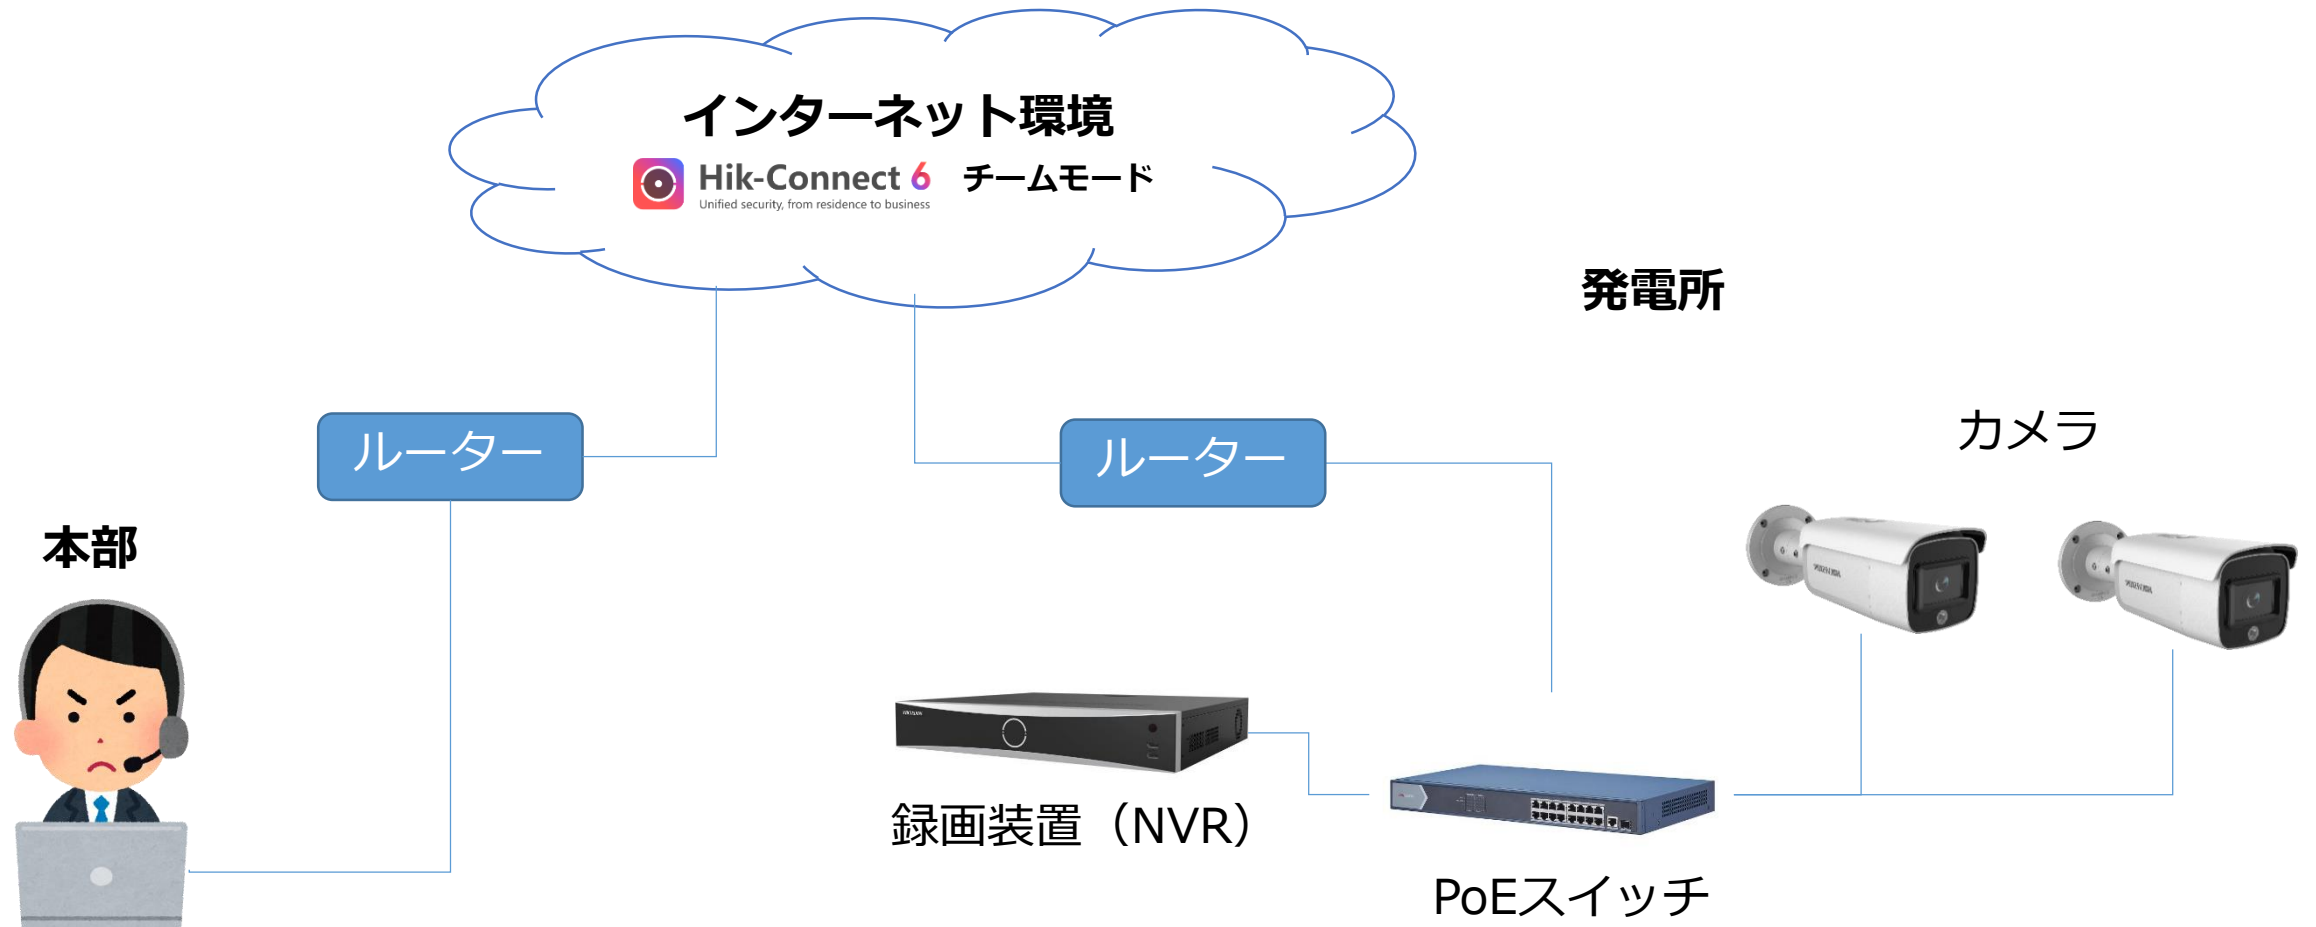 インターネット環境
Hik-Connect 6 チームモード
Unified security, from residence to business
発電所
ルーター
ルーター
カメラ
本部
録画装置（NVR）
PoEスイッチ